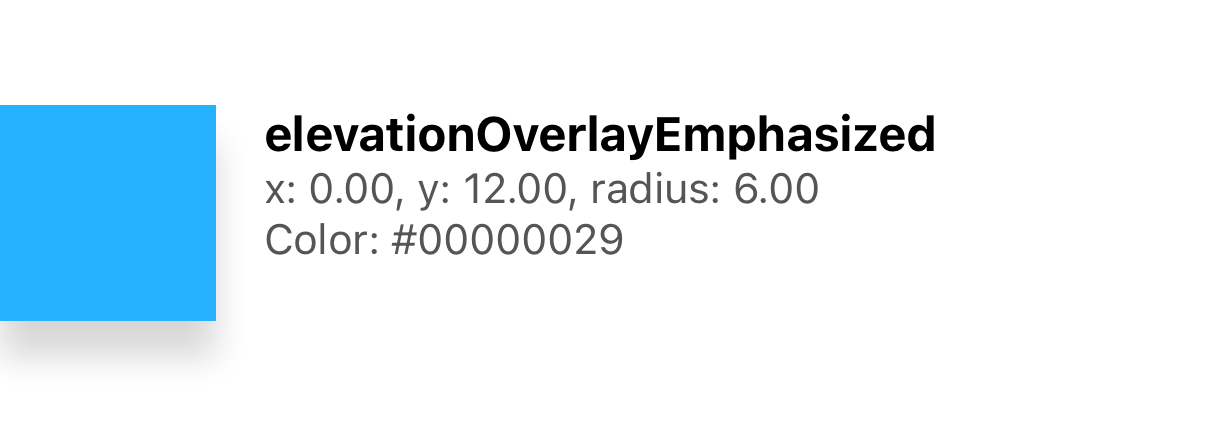 elevationOverlayEmphasized
x: 0.00, y: 12.00, radius: 6.00
Color: #00000029